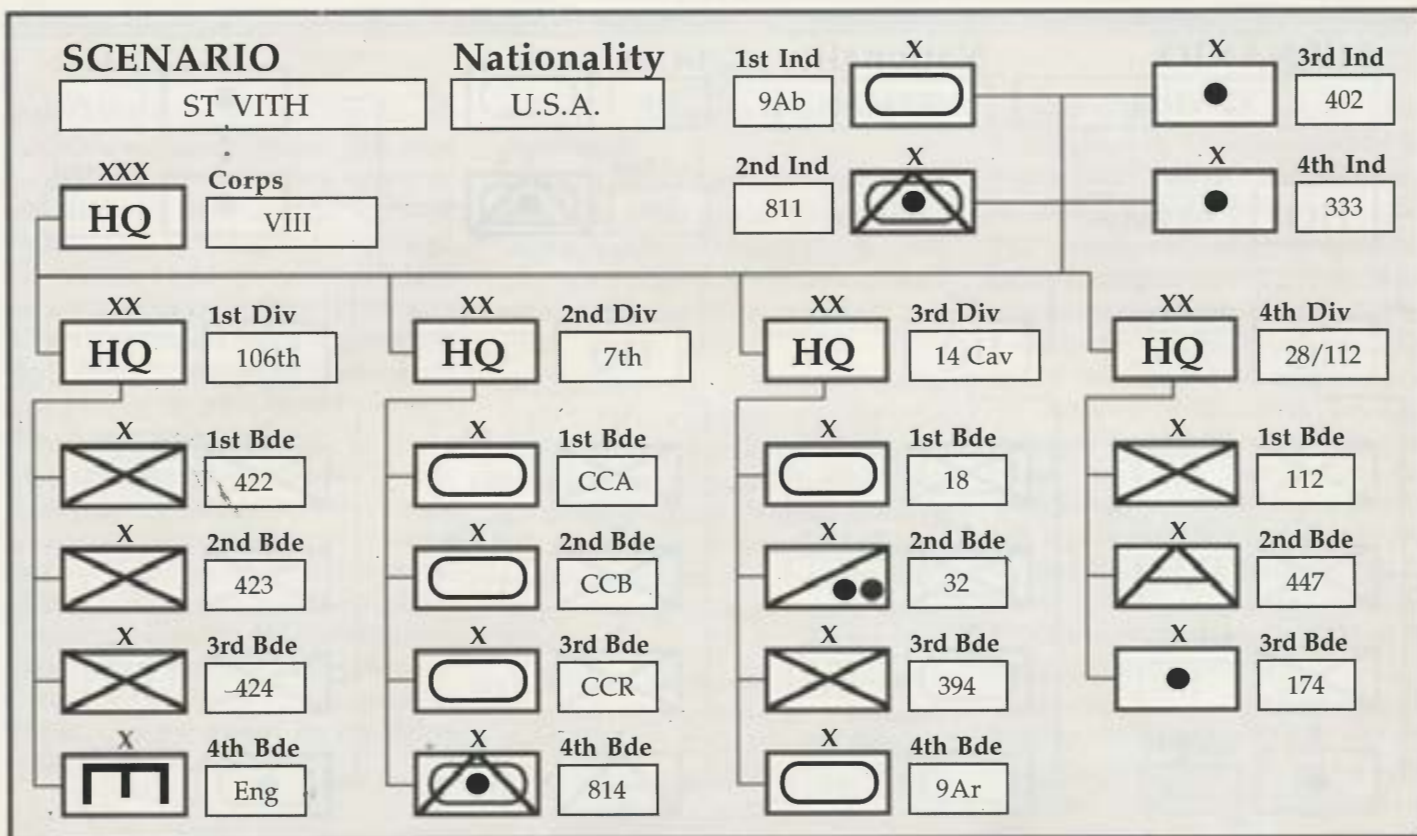 SCENARIO Nationality
ST VITH U.S.A.
XXX
HQ
Corps
VIII
X
1st Ind
9Ab
X
3rd Ind
402
X
2nd Ind
811
X
4th Ind
333
XX
HQ
1st Div
106th
XX
HQ
2nd Div
7th
XX
HQ
3rd Div
14 Cav
XX
HQ
4th Div
28/112
X
1st Bde
422
X
2nd Bde
423
X
3rd Bde
424
X
4th Bde
Eng
X
1st Bde
CCA
X
2nd Bde
CCB
X
3rd Bde
CCR
X
4th Bde
814
X
1st Bde
18
X
2nd Bde
32
X
3rd Bde
394
X
4th Bde
9Ar
X
1st Bde
112
X
2nd Bde
447
X
3rd Bde
174